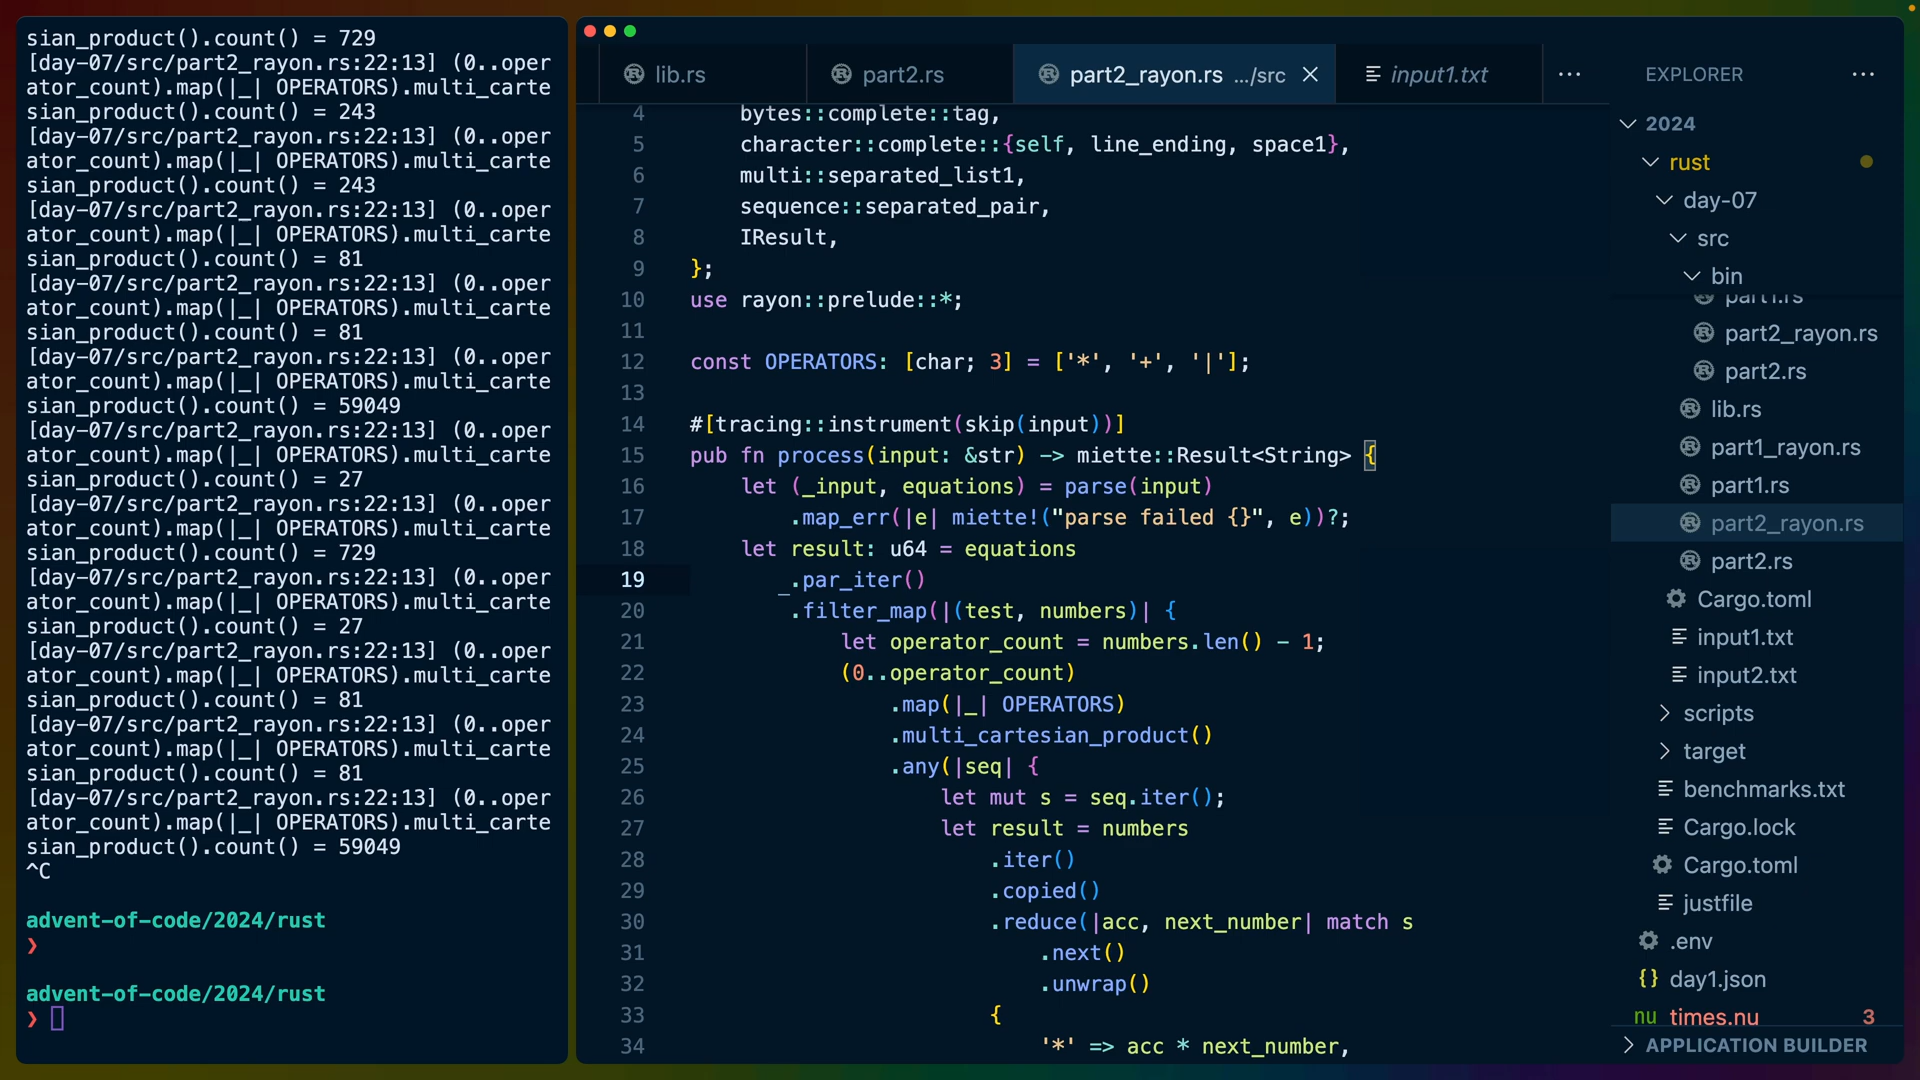 sian_product().count() = 729
[day-07/src/part2_rayon.rs:22:13] (0..oper
ator_count).map(|_| OPERATORS).multi_carte
sian_product().count() = 243
[day-07/src/part2_rayon.rs:22:13] (0..oper
ator_count).map(|_| OPERATORS).multi_carte
sian_product().count() = 243
[day-07/src/part2_rayon.rs:22:13] (0..oper
ator_count).map(|_| OPERATORS).multi_carte
sian_product().count() = 81
[day-07/src/part2_rayon.rs:22:13] (0..oper
ator_count).map(|_| OPERATORS).multi_carte
sian_product().count() = 81
[day-07/src/part2_rayon.rs:22:13] (0..oper
ator_count).map(|_| OPERATORS).multi_carte
sian_product().count() = 59049
[day-07/src/part2_rayon.rs:22:13] (0..oper
ator_count).map(|_| OPERATORS).multi_carte
sian_product().count() = 27
[day-07/src/part2_rayon.rs:22:13] (0..oper
ator_count).map(|_| OPERATORS).multi_carte
sian_product().count() = 729
[day-07/src/part2_rayon.rs:22:13] (0..oper
ator_count).map(|_| OPERATORS).multi_carte
sian_product().count() = 27
[day-07/src/part2_rayon.rs:22:13] (0..oper
ator_count).map(|_| OPERATORS).multi_carte
sian_product().count() = 81
[day-07/src/part2_rayon.rs:22:13] (0..oper
ator_count).map(|_| OPERATORS).multi_carte
sian_product().count() = 81
[day-07/src/part2_rayon.rs:22:13] (0..oper
ator_count).map(|_| OPERATORS).multi_carte
sian_product().count() = 59049
^C
advent-of-code/2024/rust
❯
advent-of-code/2024/rust
❯
lib.rs
part2.rs
part2_rayon.rs .../src
input1.txt
4 bytes::complete::tag,
5 character::complete::{self, line_ending, space1},
6 multi::separated_list1,
7 sequence::separated_pair,
8 IResult,
9 };
10 use rayon::prelude::*;
11
12 const OPERATORS: [char; 3] = ['*', '+', '|'];
13
14 #[tracing::instrument(skip(input))]
15 pub fn process(input: &str) -> miette::Result<String> {
16 let (_input, equations) = parse(input)
17 .map_err(|e| miette!("parse failed {}", e))?;
18 let result: u64 = equations
19 .par_iter()
20 .filter_map(|(test, numbers)| {
21 let operator_count = numbers.len() - 1;
22 (0..operator_count)
23 .map(|_| OPERATORS)
24 .multi_cartesian_product()
25 .any(|seq| {
26 let mut s = seq.iter();
27 let result = numbers
28 .iter()
29 .copied()
30 .reduce(|acc, next_number| match s
31 .next()
32 .unwrap()
33 {
34 '*' => acc * next_number,
EXPLORER
2024
rust
day-07
src
bin
part1.rs
part2_rayon.rs
part2.rs
lib.rs
part1_rayon.rs
part1.rs
part2_rayon.rs
part2.rs
Cargo.toml
input1.txt
input2.txt
scripts
target
benchmarks.txt
Cargo.lock
Cargo.toml
justfile
.env
{} day1.json
nu times.nu 3
APPLICATION BUILDER